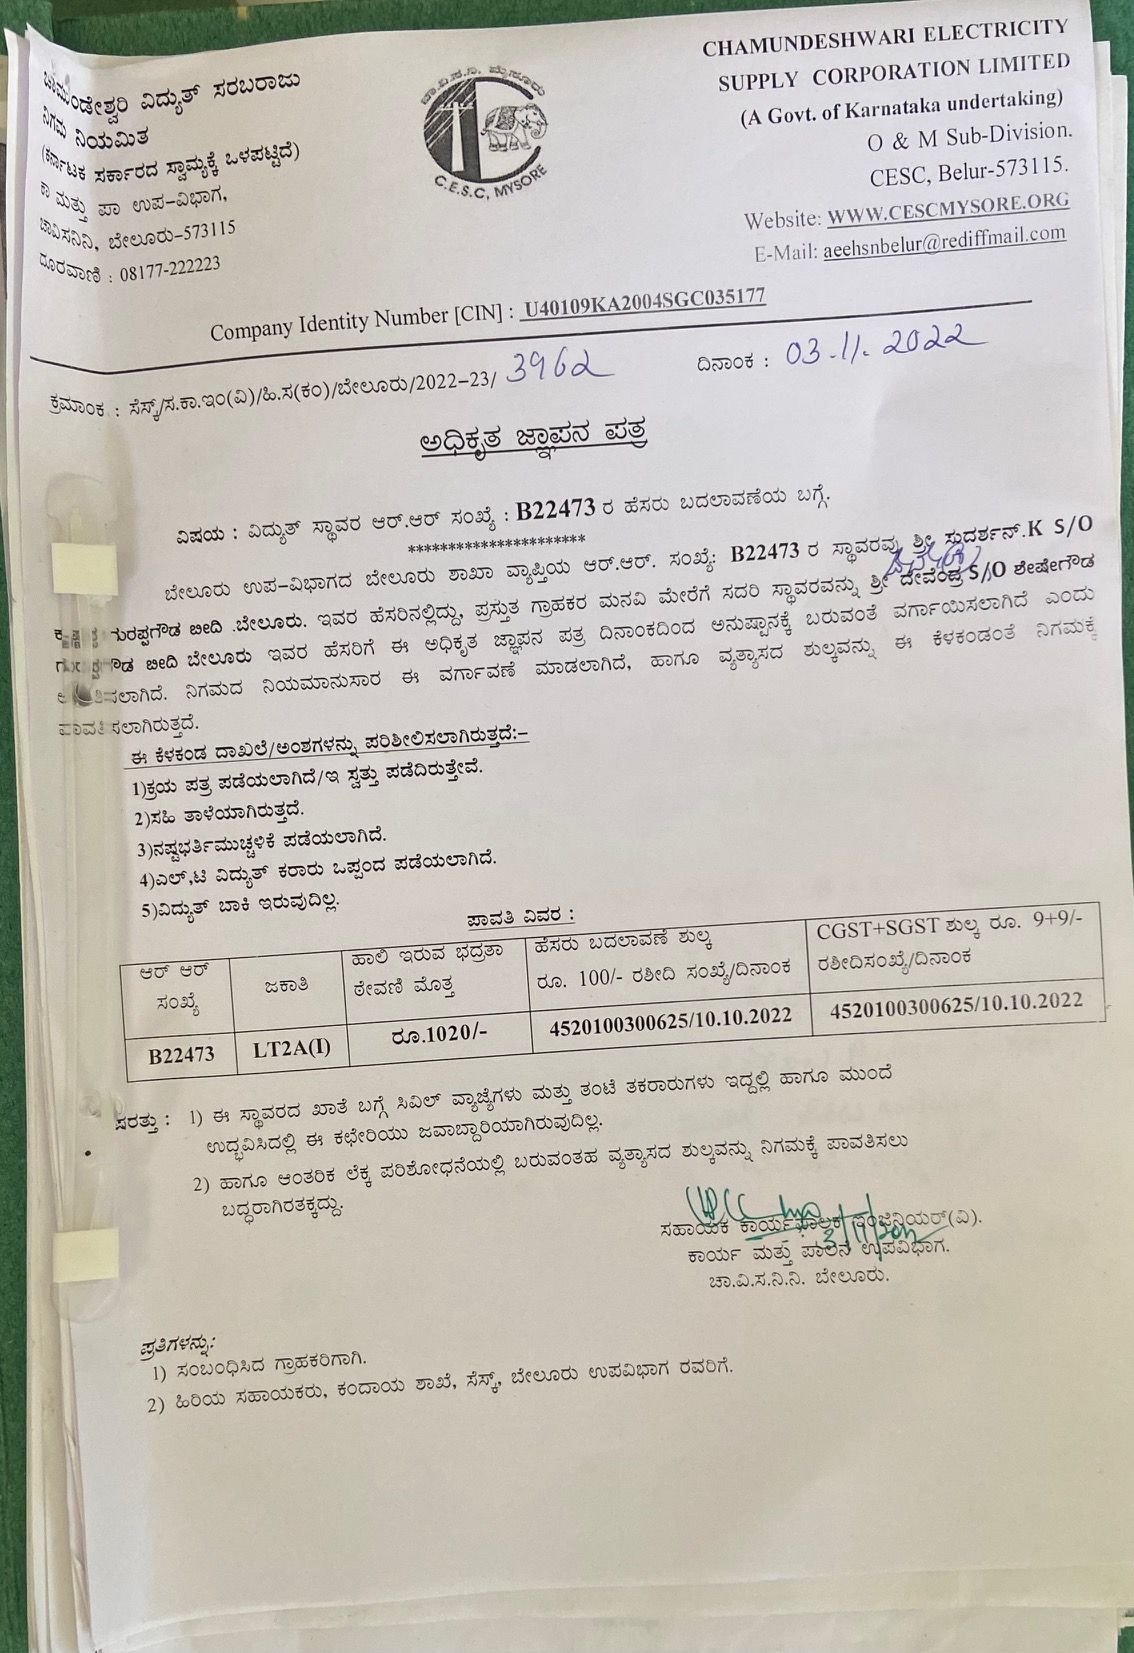 ಚಾಮುಂಡೇಶ್ವರಿ ವಿದ್ಯುತ್ ಸರಬರಾಜು
ನಿಗಮ ನಿಯಮಿತ
(ಕರ್ನಾಟಕ ಸರ್ಕಾರದ ಸ್ವಾಮ್ಯಕ್ಕೆ ಒಳಪಟ್ಟಿದೆ)
ಕಾ ಮತ್ತು ಪಾ ಉಪ-ವಿಭಾಗ,
ಚಾವಿಸನಿನಿ, ಬೇಲೂರು-573115
ದೂರವಾಣಿ : 08177-222223
ಚಾ.ವಿ.ಸ.ನಿ. ಮೈಸೂರು
C.E.S.C, MYSORE
CHAMUNDESHWARI ELECTRICITY
SUPPLY CORPORATION LIMITED
(A Govt. of Karnataka undertaking)
O & M Sub-Division.
CESC, Belur-573115.
Website: WWW.CESCMYSORE.ORG
E-Mail: aeehsnbelur@rediffmail.com
Company Identity Number [CIN] : U40109KA2004SGC035177
ಕ್ರಮಾಂಕ : ಸೆಸ್ಕ್/ಸ.ಕಾ.ಇಂ(ವಿ)/ಹಿ.ಸ(ಕಂ)/ಬೇಲೂರು/2022-23/ 3962 ದಿನಾಂಕ : 03.11.2022
ಅಧಿಕೃತ ಜ್ಞಾಪನ ಪತ್ರ
ವಿಷಯ : ವಿದ್ಯುತ್ ಸ್ಥಾವರ ಆರ್.ಆರ್ ಸಂಖ್ಯೆ : B22473 ರ ಹೆಸರು ಬದಲಾವಣೆಯ ಬಗ್ಗೆ.
**********************
ಬೇಲೂರು ಉಪ-ವಿಭಾಗದ ಬೇಲೂರು ಶಾಖಾ ವ್ಯಾಪ್ತಿಯ ಆರ್.ಆರ್. ಸಂಖ್ಯೆ: B22473 ರ ಸ್ಥಾವರವು ಶ್ರೀ ಸುದರ್ಶನ್.K S/O
ಗುರಪ್ಪಗೌಡ ಬೀದಿ .ಬೇಲೂರು. ಇವರ ಹೆಸರಿನಲ್ಲಿದ್ದು, ಪ್ರಸ್ತುತ ಗ್ರಾಹಕರ ಮನವಿ ಮೇರೆಗೆ ಸದರಿ ಸ್ಥಾವರವನ್ನು ಶ್ರೀ ದೇವೆಂದ್ರ S/O ಶೇಷೇಗೌಡ
ಬೀದಿ ಬೇಲೂರು ಇವರ ಹೆಸರಿಗೆ ಈ ಅಧಿಕೃತ ಜ್ಞಾಪನ ಪತ್ರ ದಿನಾಂಕದಿಂದ ಅನುಷ್ಠಾನಕ್ಕೆ ಬರುವಂತೆ ವರ್ಗಾಯಿಸಲಾಗಿದೆ ಎಂದು
ನಿಗಮದ ನಿಯಮಾನುಸಾರ ಈ ವರ್ಗಾವಣೆ ಮಾಡಲಾಗಿದೆ, ಹಾಗೂ ವ್ಯತ್ಯಾಸದ ಶುಲ್ಕವನ್ನು ಈ ಕೆಳಕಂಡಂತೆ ನಿಗಮಕ್ಕೆ
ಪಾವತಿಸಲಾಗಿರುತ್ತದೆ.
ಈ ಕೆಳಕಂಡ ದಾಖಲೆ/ಅಂಶಗಳನ್ನು ಪರಿಶೀಲಿಸಲಾಗಿರುತ್ತದೆ:-
1)ಕ್ರಯ ಪತ್ರ ಪಡೆಯಲಾಗಿದೆ/ಇ ಸ್ವತ್ತು ಪಡೆದಿರುತ್ತೇವೆ.
2)ಸಹಿ ತಾಳೆಯಾಗಿರುತ್ತದೆ.
3)ನಷ್ಟಭರ್ತಿಮುಚ್ಚಳಿಕೆ ಪಡೆಯಲಾಗಿದೆ.
4)ಎಲ್,ಟಿ ವಿದ್ಯುತ್ ಕರಾರು ಒಪ್ಪಂದ ಪಡೆಯಲಾಗಿದೆ.
5)ವಿದ್ಯುತ್ ಬಾಕಿ ಇರುವುದಿಲ್ಲ.
ಪಾವತಿ ವಿವರ :
ಆರ್ ಆರ್ ಸಂಖ್ಯೆ
ಜಕಾತಿ
ಹಾಲಿ ಇರುವ ಭದ್ರತಾ ಠೇವಣಿ ಮೊತ್ತ
ಹೆಸರು ಬದಲಾವಣೆ ಶುಲ್ಕ ರೂ. 100/- ರಶೀದಿ ಸಂಖ್ಯೆ/ದಿನಾಂಕ
CGST+SGST ಶುಲ್ಕ ರೂ. 9+9/- ರಶೀದಿಸಂಖ್ಯೆ/ದಿನಾಂಕ
B22473 LT2A(I) ರೂ.1020/- 4520100300625/10.10.2022 4520100300625/10.10.2022
ಷರತ್ತು : 1) ಈ ಸ್ಥಾವರದ ಖಾತೆ ಬಗ್ಗೆ ಸಿವಿಲ್ ವ್ಯಾಜ್ಯೆಗಳು ಮತ್ತು ತಂಟೆ ತಕರಾರುಗಳು ಇದ್ದಲ್ಲಿ ಹಾಗೂ ಮುಂದೆ
ಉದ್ಭವಿಸಿದಲ್ಲಿ ಈ ಕಛೇರಿಯು ಜವಾಬ್ದಾರಿಯಾಗಿರುವುದಿಲ್ಲ.
2) ಹಾಗೂ ಆಂತರಿಕ ಲೆಕ್ಕ ಪರಿಶೋಧನೆಯಲ್ಲಿ ಬರುವಂತಹ ವ್ಯತ್ಯಾಸದ ಶುಲ್ಕವನ್ನು ನಿಗಮಕ್ಕೆ ಪಾವತಿಸಲು
ಬದ್ಧರಾಗಿರತಕ್ಕದ್ದು.
ಸಹಾಯಕ ಕಾರ್ಯಪಾಲಕ ಇಂಜಿನಿಯರ್(ವಿ).
ಕಾರ್ಯ ಮತ್ತು ಪಾಲನೆ ಉಪವಿಭಾಗ.
ಚಾ.ವಿ.ಸ.ನಿ.ನಿ. ಬೇಲೂರು.
ಪ್ರತಿಗಳನ್ನು:
1) ಸಂಬಂಧಿಸಿದ ಗ್ರಾಹಕರಿಗಾಗಿ.
2) ಹಿರಿಯ ಸಹಾಯಕರು, ಕಂದಾಯ ಶಾಖೆ, ಸೆಸ್ಕ್, ಬೇಲೂರು ಉಪವಿಭಾಗ ರವರಿಗೆ.